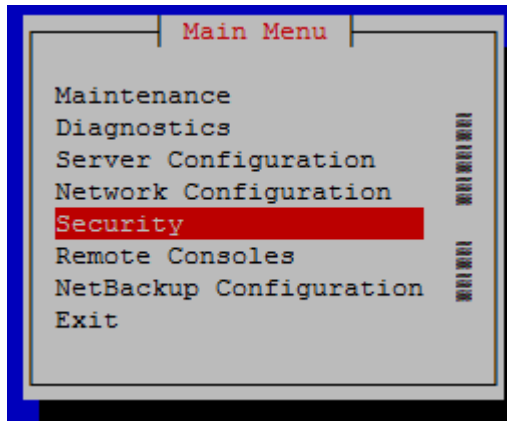 Main Menu
Maintenance
Diagnostics
Server Configuration
Network Configuration
Security
Remote Consoles
NetBackup Configuration
Exit